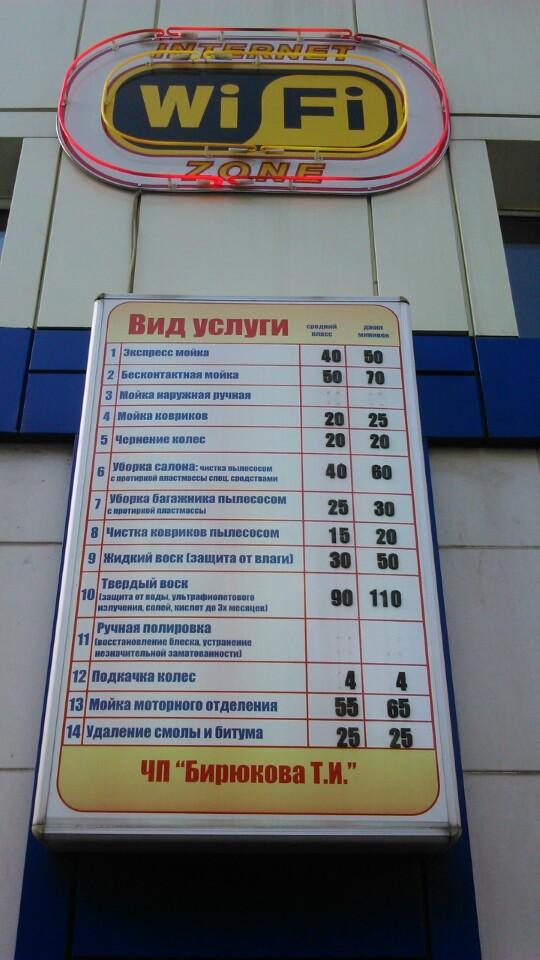 INTERNET
Wi Fi
ZONE
Вид услуги средний класс джип минивен
1 Экспресс мойка 40 50
2 Бесконтактная мойка 50 70
3 Мойка наружная ручная
4 Мойка ковриков 20 25
5 Чернение колес 20 20
6 Уборка салона: чистка пылесосом
с протиркой пластмассы спец. средствами 40 60
7 Уборка багажника пылесосом
с протиркой пластмассы 25 30
8 Чистка ковриков пылесосом 15 20
9 Жидкий воск (защита от влаги) 30 50
10 Твердый воск
(защита от воды, ультрафиолетового
излучения, солей, кислот до 3х месяцев) 90 110
11 Ручная полировка
(восстановление блеска, устранение
незначительной заматованности)
12 Подкачка колес 4 4
13 Мойка моторного отделения 55 65
14 Удаление смолы и битума 25 25
ЧП "Бирюкова Т.И."